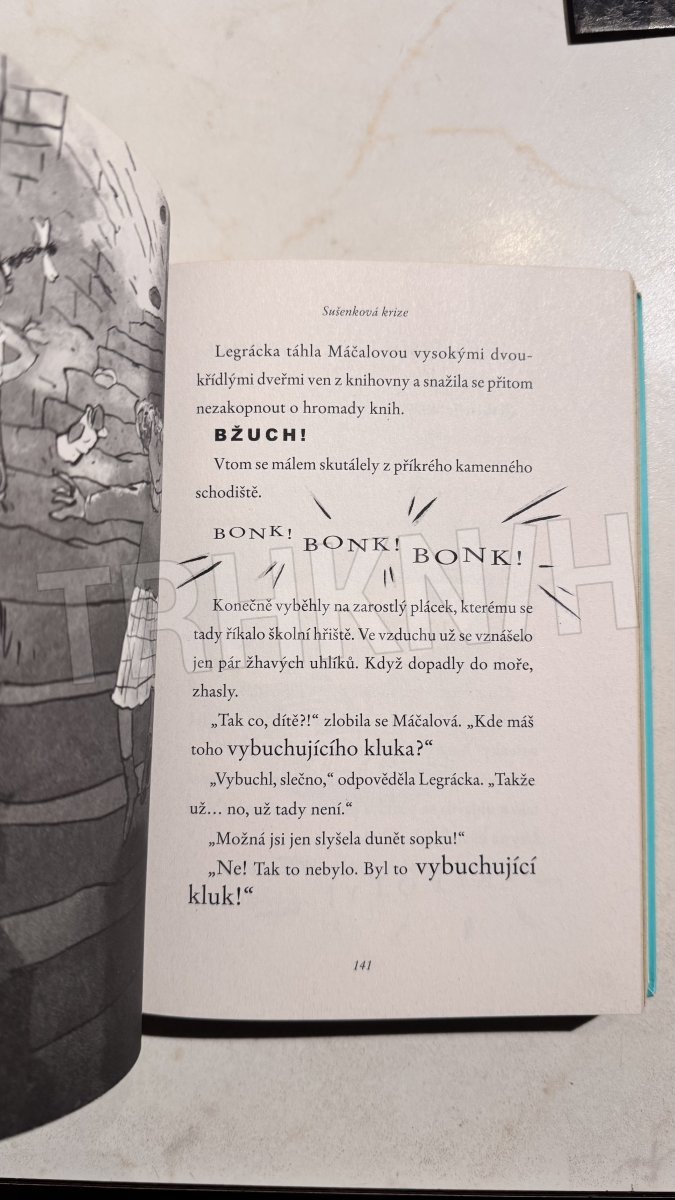 Sušenková krize
Legrácka táhla Máčalovou vysokými dvou-
křídlými dveřmi ven z knihovny a snažila se přitom
nezakopnout o hromady knih.
BŽUCH!
Vtom se málem skutálely z příkrého kamenného
schodiště.
BONK! BONK! BONK!
Konečně vyběhly na zarostlý plácek, kterému se
tady říkalo školní hřiště. Ve vzduchu už se vznášelo
jen pár žhavých uhlíků. Když dopadly do moře,
zhasly.
„Tak co, dítě?!“ zlobila se Máčalová. „Kde máš
toho vybuchujícího kluka?“
„Vybuchl, slečno,“ odpověděla Legrácka. „Takže
už… no, už tady není.“
„Možná jsi jen slyšela dunět sopku!“
„Ne! Tak to nebylo. Byl to vybuchující
kluk!“
141
TRHKNIH